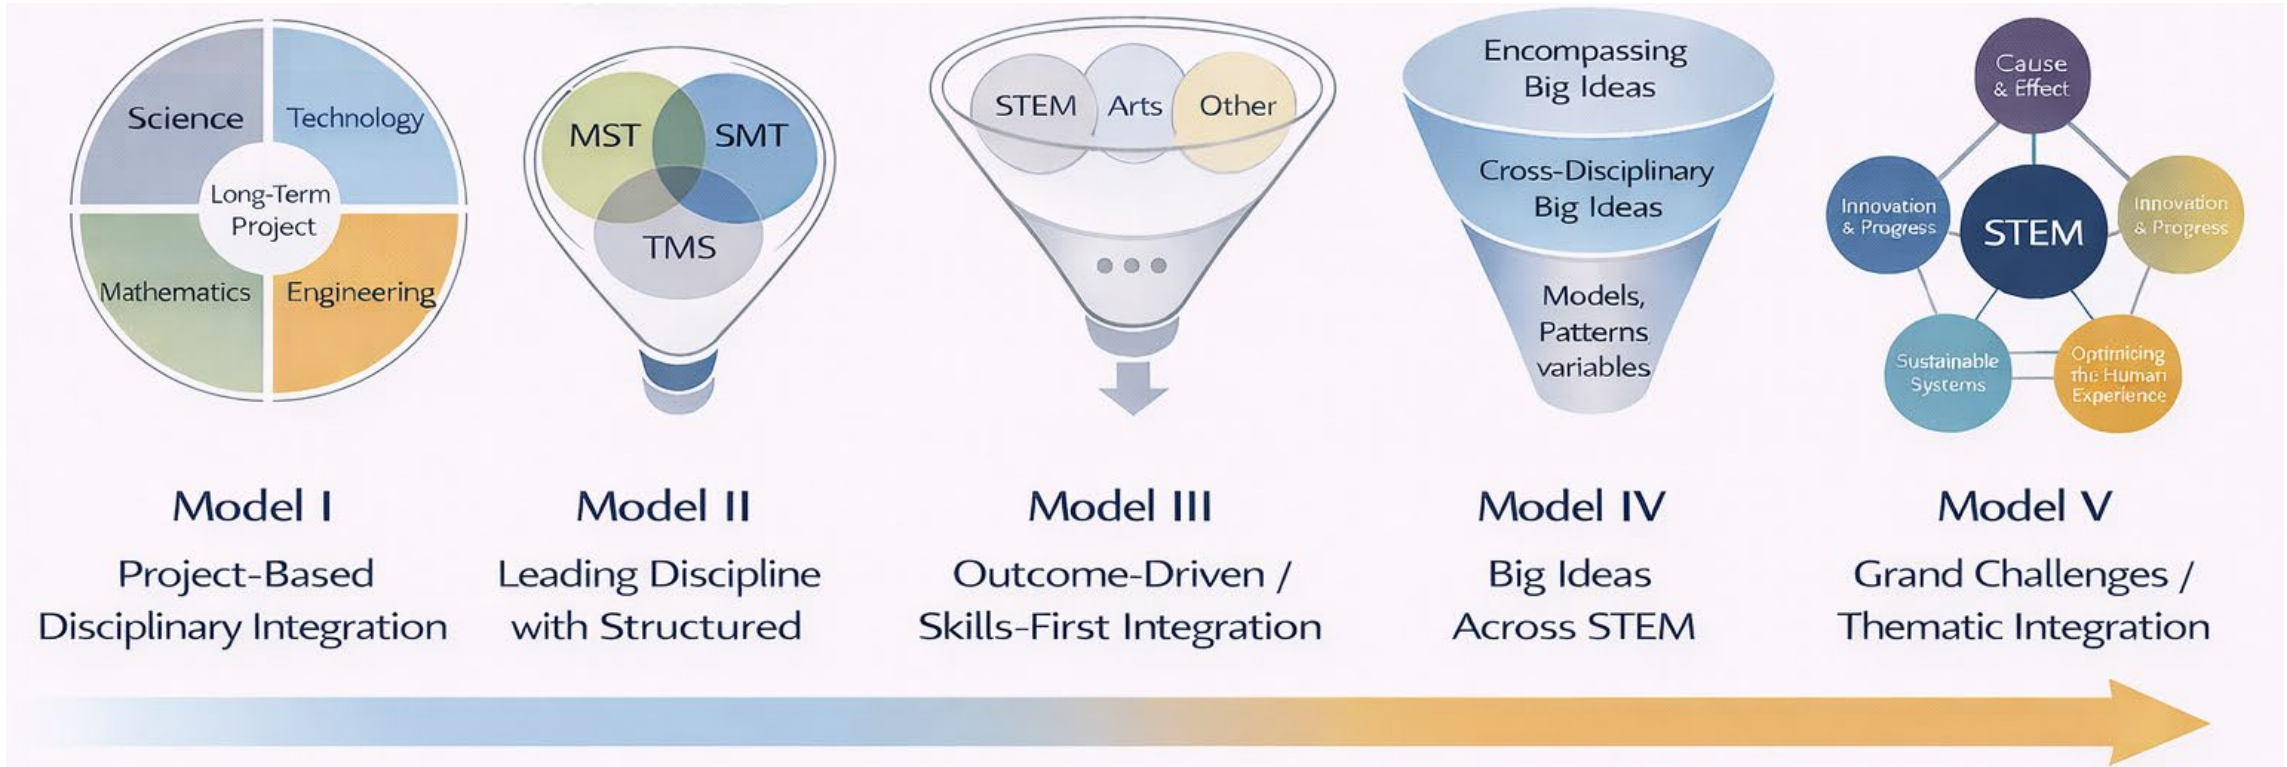 Science
Technology
Long-Term
Project
Mathematics
Engineering
MST
SMT
TMS
STEM
Arts
Other
Encompassing
Big Ideas
Cross-Disciplinary
Big Ideas
Models,
Patterns
variables
Cause
& Effect
Innovation
& Progress
STEM
Innovation
& Progress
Sustainable
Systems
Optimicing
the Human
Experience
Model I
Project-Based
Disciplinary Integration
Model II
Leading Discipline
with Structured
Model III
Outcome-Driven /
Skills-First Integration
Model IV
Big Ideas
Across STEM
Model V
Grand Challenges /
Thematic Integration